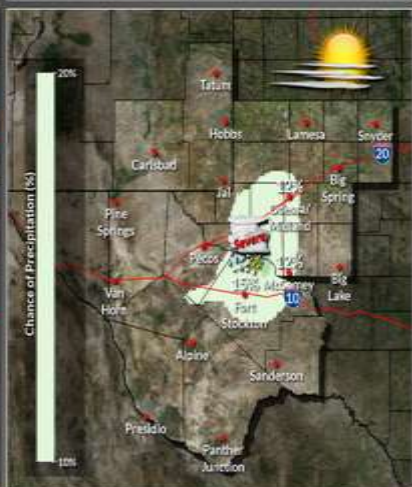 20%
Chance of Precipitation (%)
10%
Tatum
Hobbs
Lamesa
Snyder
20
Carlsbad
Jal
12%
Big
Spring
Midland
Pine
Springs
Severe
Pecos
12%
15%
McCamey
Big
Lake
Van
Horn
10
Fort
Stockton
Alpine
Sanderson
Presidio
Panther
Junction